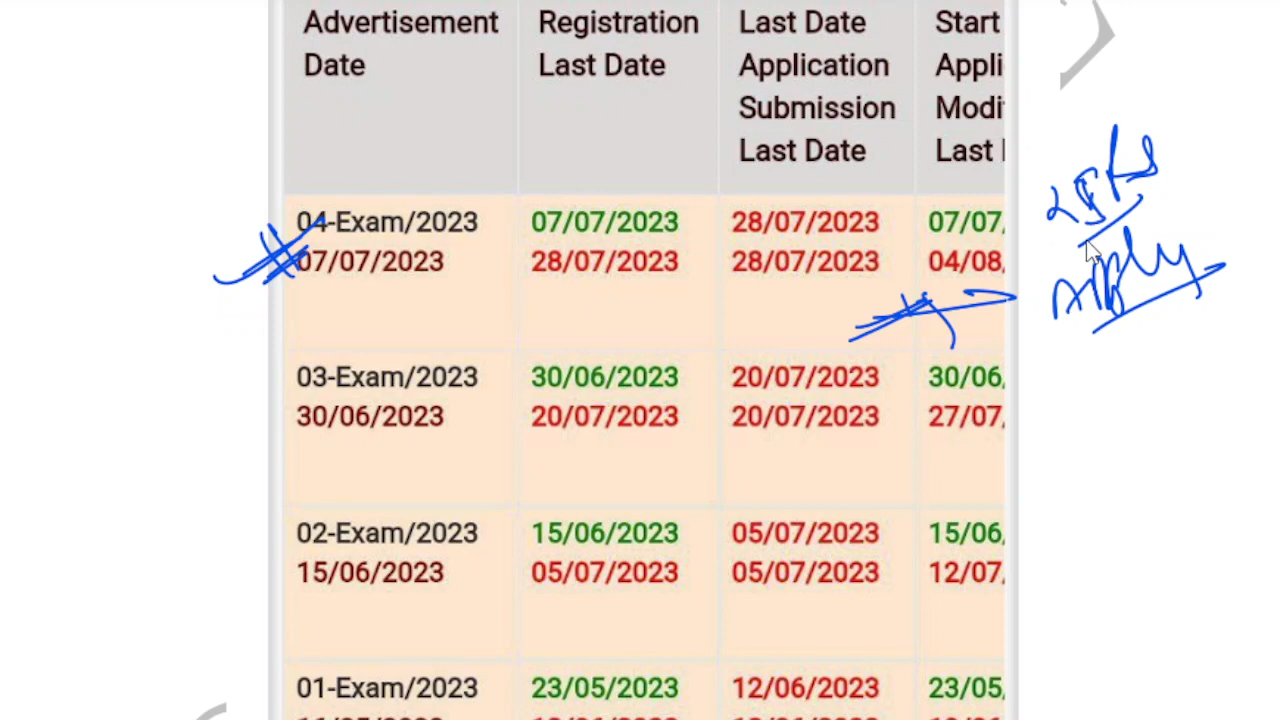 Advertisement Date
Registration Last Date
Last Date Application Submission Last Date
Start
Appli
Modi
Last
04-Exam/2023
07/07/2023
07/07/2023
28/07/2023
28/07/2023
28/07/2023
07/07/
04/08/
03-Exam/2023
30/06/2023
30/06/2023
20/07/2023
20/07/2023
20/07/2023
30/06/
27/07/
02-Exam/2023
15/06/2023
15/06/2023
05/07/2023
05/07/2023
05/07/2023
15/06/
12/07/
01-Exam/2023
23/05/2023
12/06/2023
23/05/
Apply